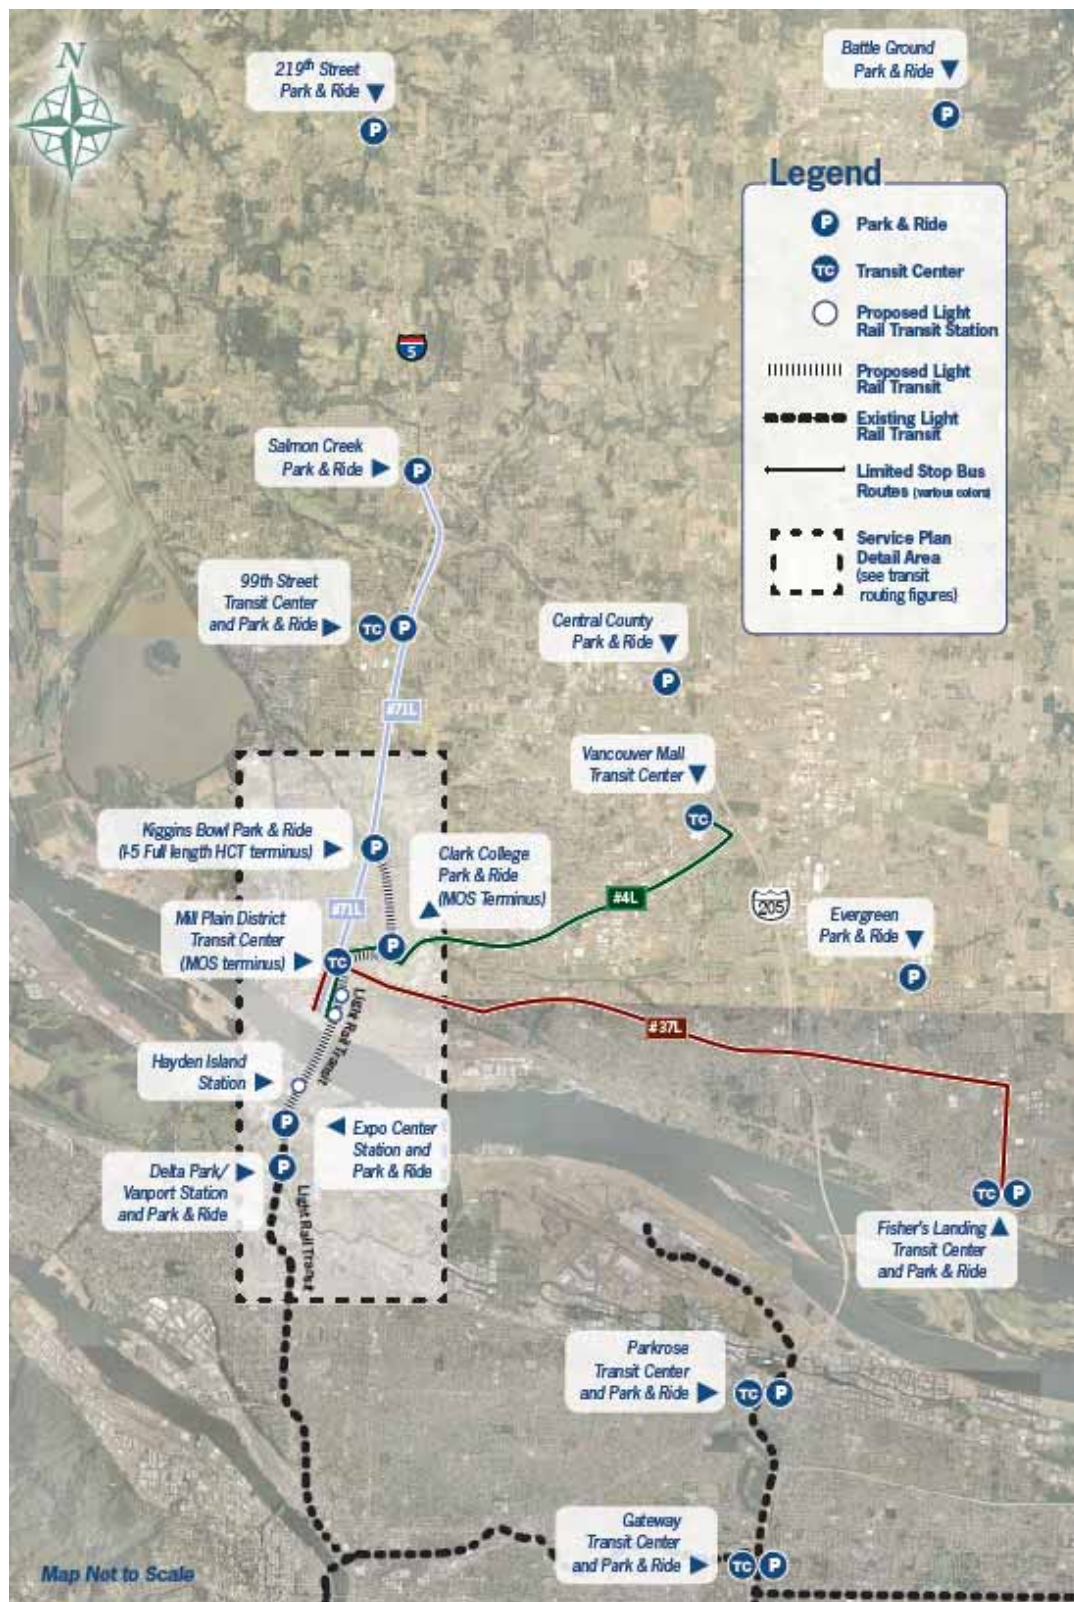 N
219th Street
Park & Ride
P
Battle Ground
Park & Ride
P
Legend
P Park & Ride
TC Transit Center
Proposed Light
Rail Transit Station
Proposed Light
Rail Transit
Existing Light
Rail Transit
Limited Stop Bus
Routes (various colors)
Service Plan
Detail Area
(see transit
routing figures)
5
Salmon Creek
Park & Ride
P
99th Street
Transit Center
and Park & Ride
TC P
Central County
Park & Ride
P
#71L
Vancouver Mall
Transit Center
TC
Kiggins Bowl Park & Ride
(I-5 Full length HCT terminus)
P
Clark College
Park & Ride
(MOS Terminus)
P
#4L
205
#71L
Evergreen
Park & Ride
P
Mill Plain District
Transit Center
(MOS terminus)
TC
Light Rail Transit
#37L
Hayden Island
Station
P
Expo Center
Station and
Park & Ride
Delta Park/
Vanport Station
and Park & Ride
P
Light Rail Transit
TC P
Fisher's Landing
Transit Center
and Park & Ride
Parkrose
Transit Center
and Park & Ride
TC P
Gateway
Transit Center
and Park & Ride
TC P
Map Not to Scale